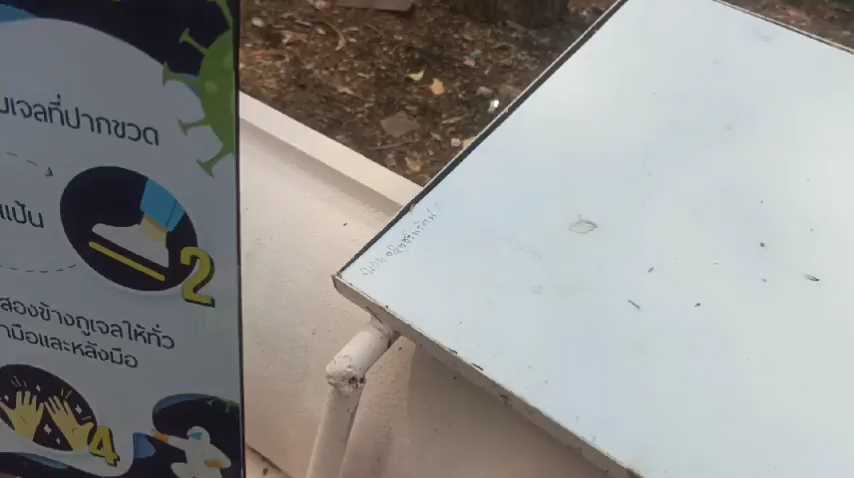 มเจลที่ปากขวด
แป้น
2
สองข้างถูเจลให้ทั่ว
ามือและหลังมือ
4